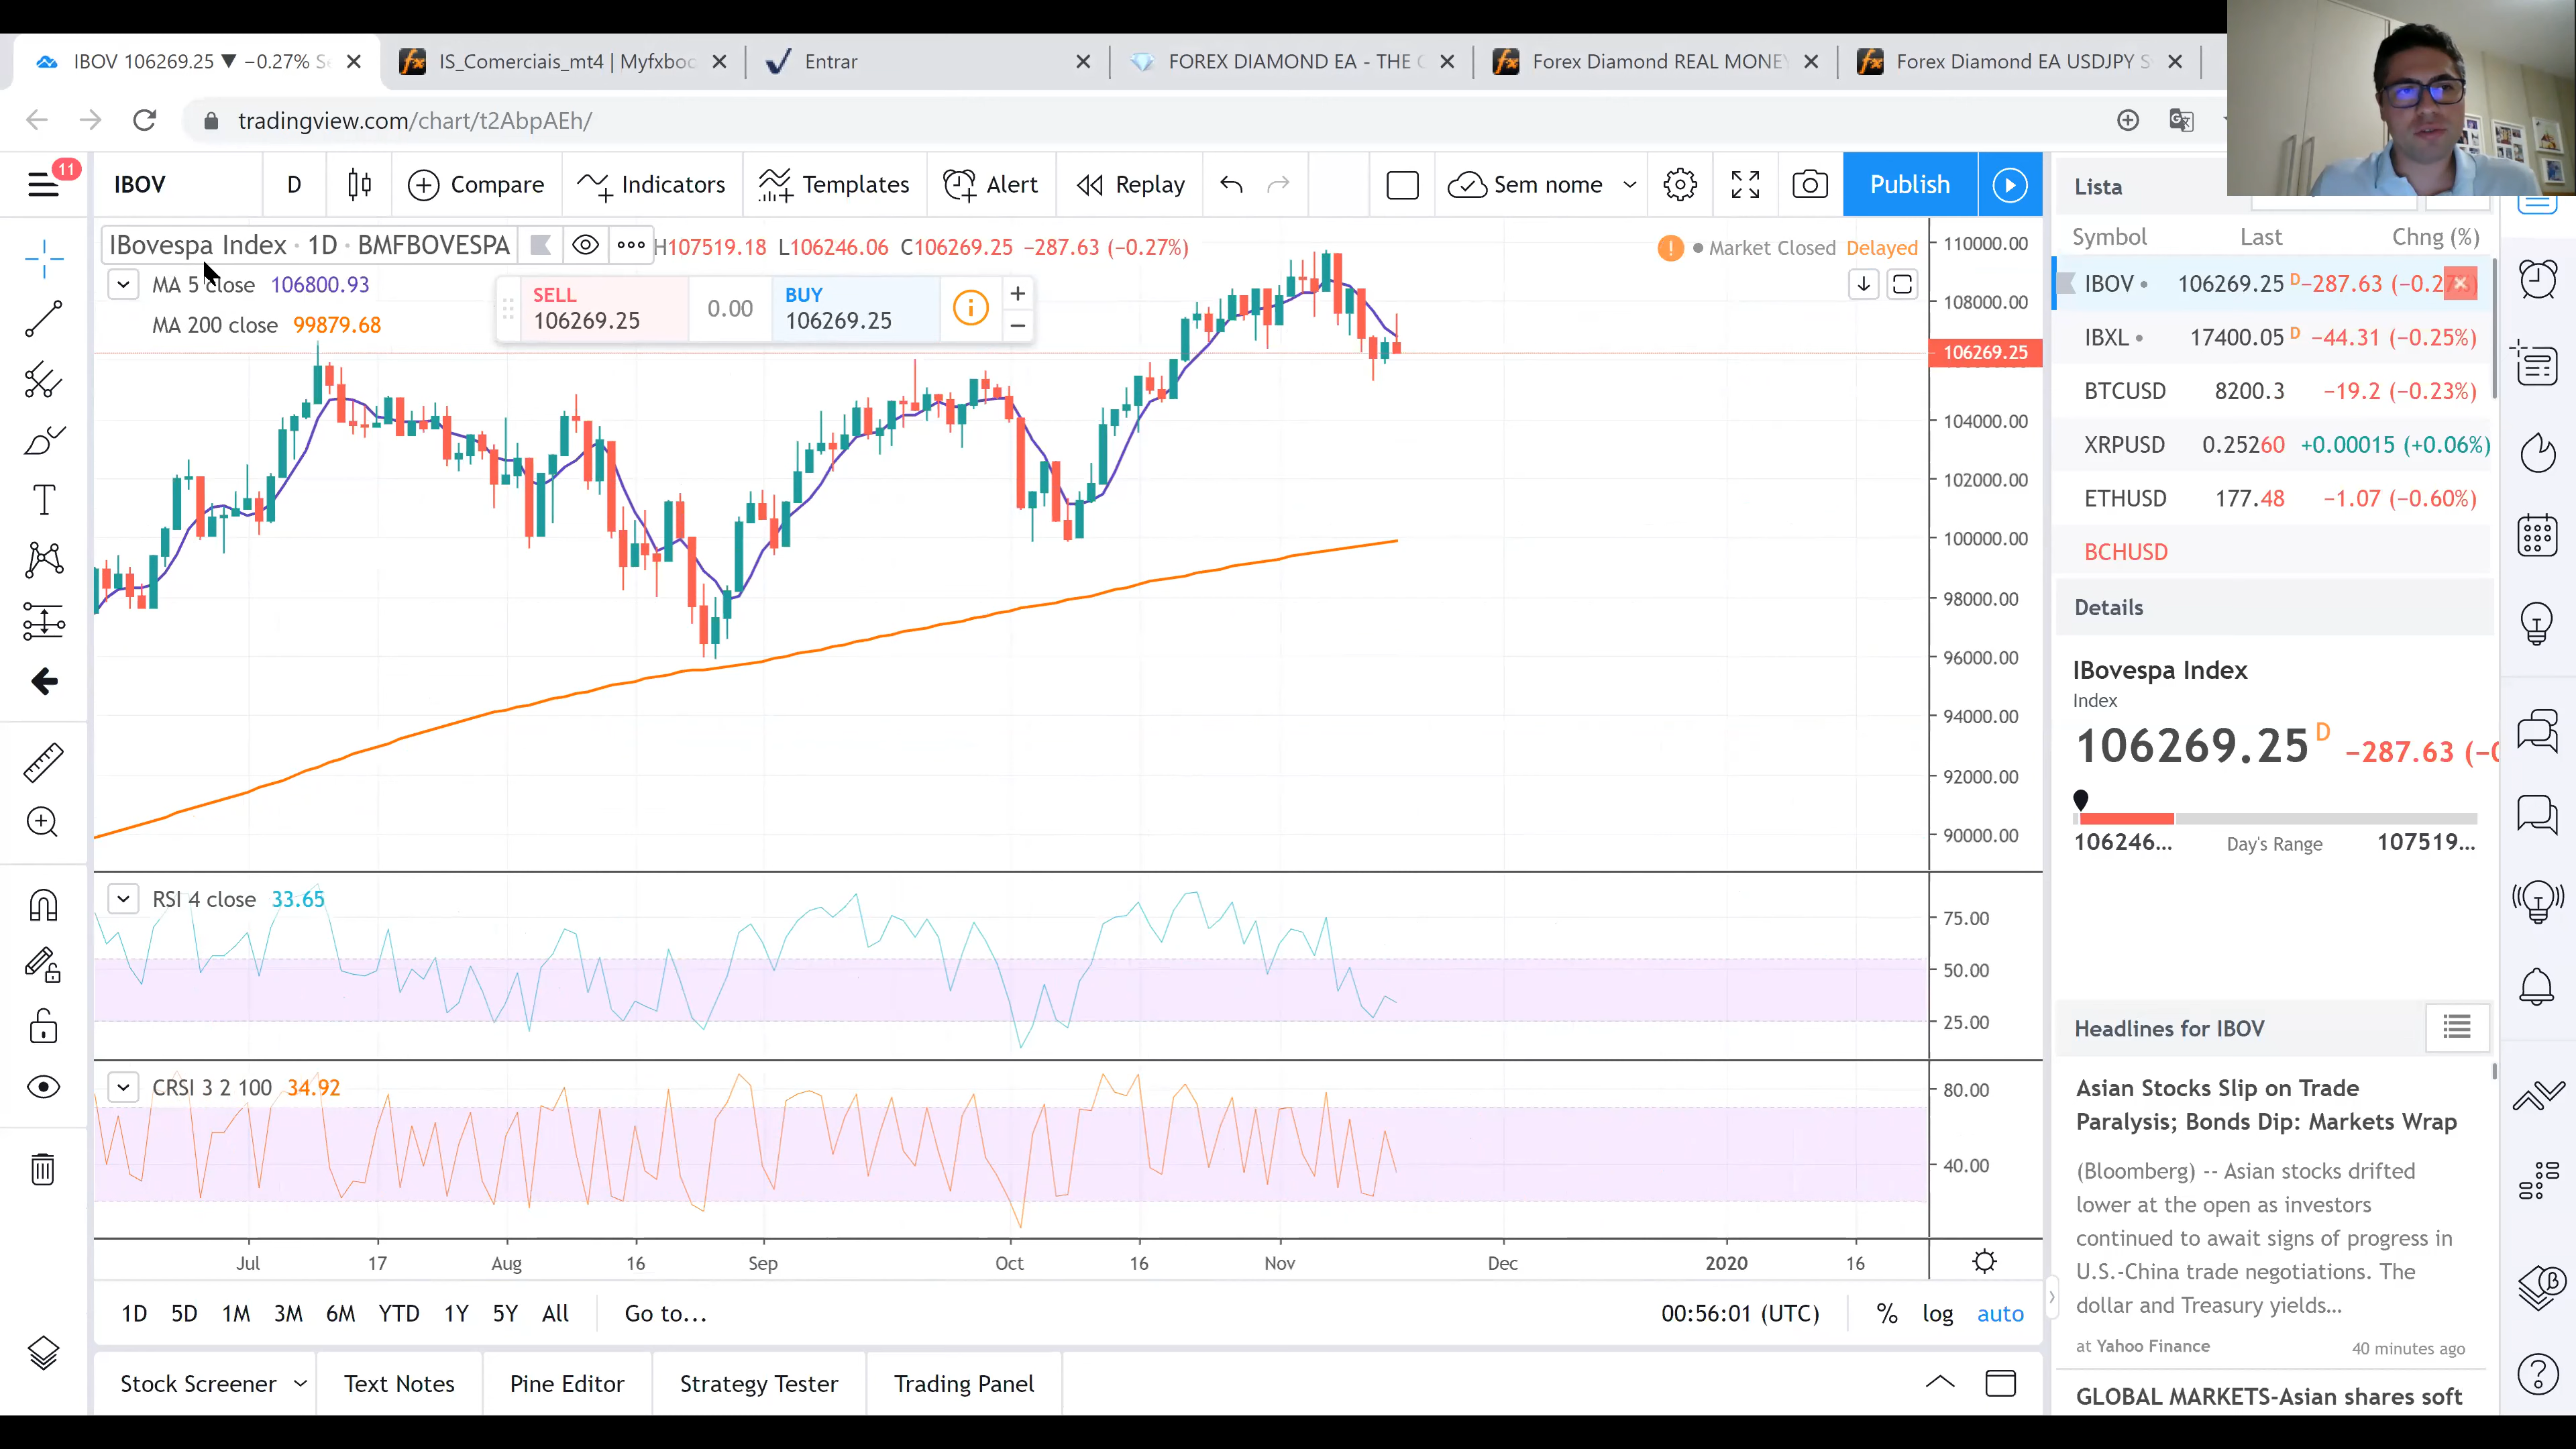 IBOV 106269.25 ▼ −0.27% S
IS_Comerciais_mt4 | Myfxboo
Entrar
FOREX DIAMOND EA - THE
Forex Diamond REAL MONEY
Forex Diamond EA USDJPY S
tradingview.com/chart/t2AbpAEh/
11
IBOV
D
Compare
Indicators
Templates
Alert
Replay
Sem nome
Publish
IBovespa Index · 1D · BMFBOVESPA
H107519.18 L106246.06 C106269.25 −287.63 (−0.27%)
Market Closed Delayed
MA 5 close 106800.93
MA 200 close 99879.68
SELL
106269.25
0.00
BUY
106269.25
110000.00
108000.00
106269.25
104000.00
102000.00
100000.00
98000.00
96000.00
94000.00
92000.00
90000.00
RSI 4 close 33.65
75.00
50.00
25.00
CRSI 3 2 100 34.92
80.00
40.00
Jul 17 Aug 16 Sep Oct 16 Nov Dec 2020 16
1D 5D 1M 3M 6M YTD 1Y 5Y All Go to...
00:56:01 (UTC) % log auto
Stock Screener Text Notes Pine Editor Strategy Tester Trading Panel
Lista
Symbol Last Chng (%)
IBOV 106269.25 D −287.63 (−0.27%)
IBXL 17400.05 D −44.31 (−0.25%)
BTCUSD 8200.3 −19.2 (−0.23%)
XRPUSD 0.25260 +0.00015 (+0.06%)
ETHUSD 177.48 −1.07 (−0.60%)
BCHUSD
Details
IBovespa Index
Index
106269.25 D −287.63 (−0
106246... Day's Range 107519...
Headlines for IBOV
Asian Stocks Slip on Trade
Paralysis; Bonds Dip: Markets Wrap
(Bloomberg) -- Asian stocks drifted
lower at the open as investors
continued to await signs of progress in
U.S.-China trade negotiations. The
dollar and Treasury yields...
at Yahoo Finance 40 minutes ago
GLOBAL MARKETS-Asian shares soft